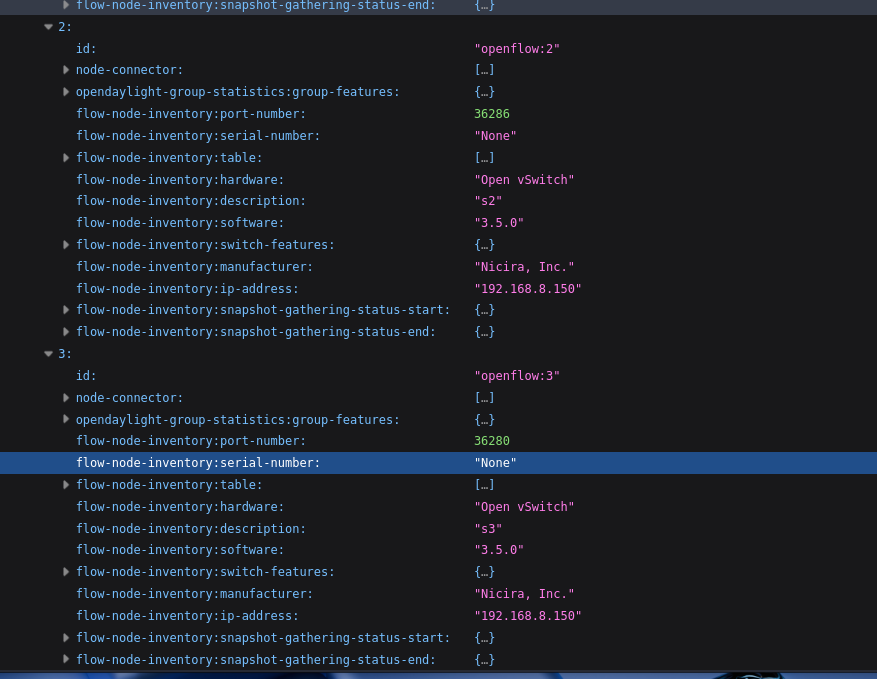 flow-node-inventory:snapshot-gathering-status-end: {…}
2:
id: "openflow:2"
node-connector: […]
opendaylight-group-statistics:group-features: {…}
flow-node-inventory:port-number: 36286
flow-node-inventory:serial-number: "None"
flow-node-inventory:table: […]
flow-node-inventory:hardware: "Open vSwitch"
flow-node-inventory:description: "s2"
flow-node-inventory:software: "3.5.0"
flow-node-inventory:switch-features: {…}
flow-node-inventory:manufacturer: "Nicira, Inc."
flow-node-inventory:ip-address: "192.168.8.150"
flow-node-inventory:snapshot-gathering-status-start: {…}
flow-node-inventory:snapshot-gathering-status-end: {…}
3:
id: "openflow:3"
node-connector: […]
opendaylight-group-statistics:group-features: {…}
flow-node-inventory:port-number: 36280
flow-node-inventory:serial-number: "None"
flow-node-inventory:table: […]
flow-node-inventory:hardware: "Open vSwitch"
flow-node-inventory:description: "s3"
flow-node-inventory:software: "3.5.0"
flow-node-inventory:switch-features: {…}
flow-node-inventory:manufacturer: "Nicira, Inc."
flow-node-inventory:ip-address: "192.168.8.150"
flow-node-inventory:snapshot-gathering-status-start: {…}
flow-node-inventory:snapshot-gathering-status-end: {…}